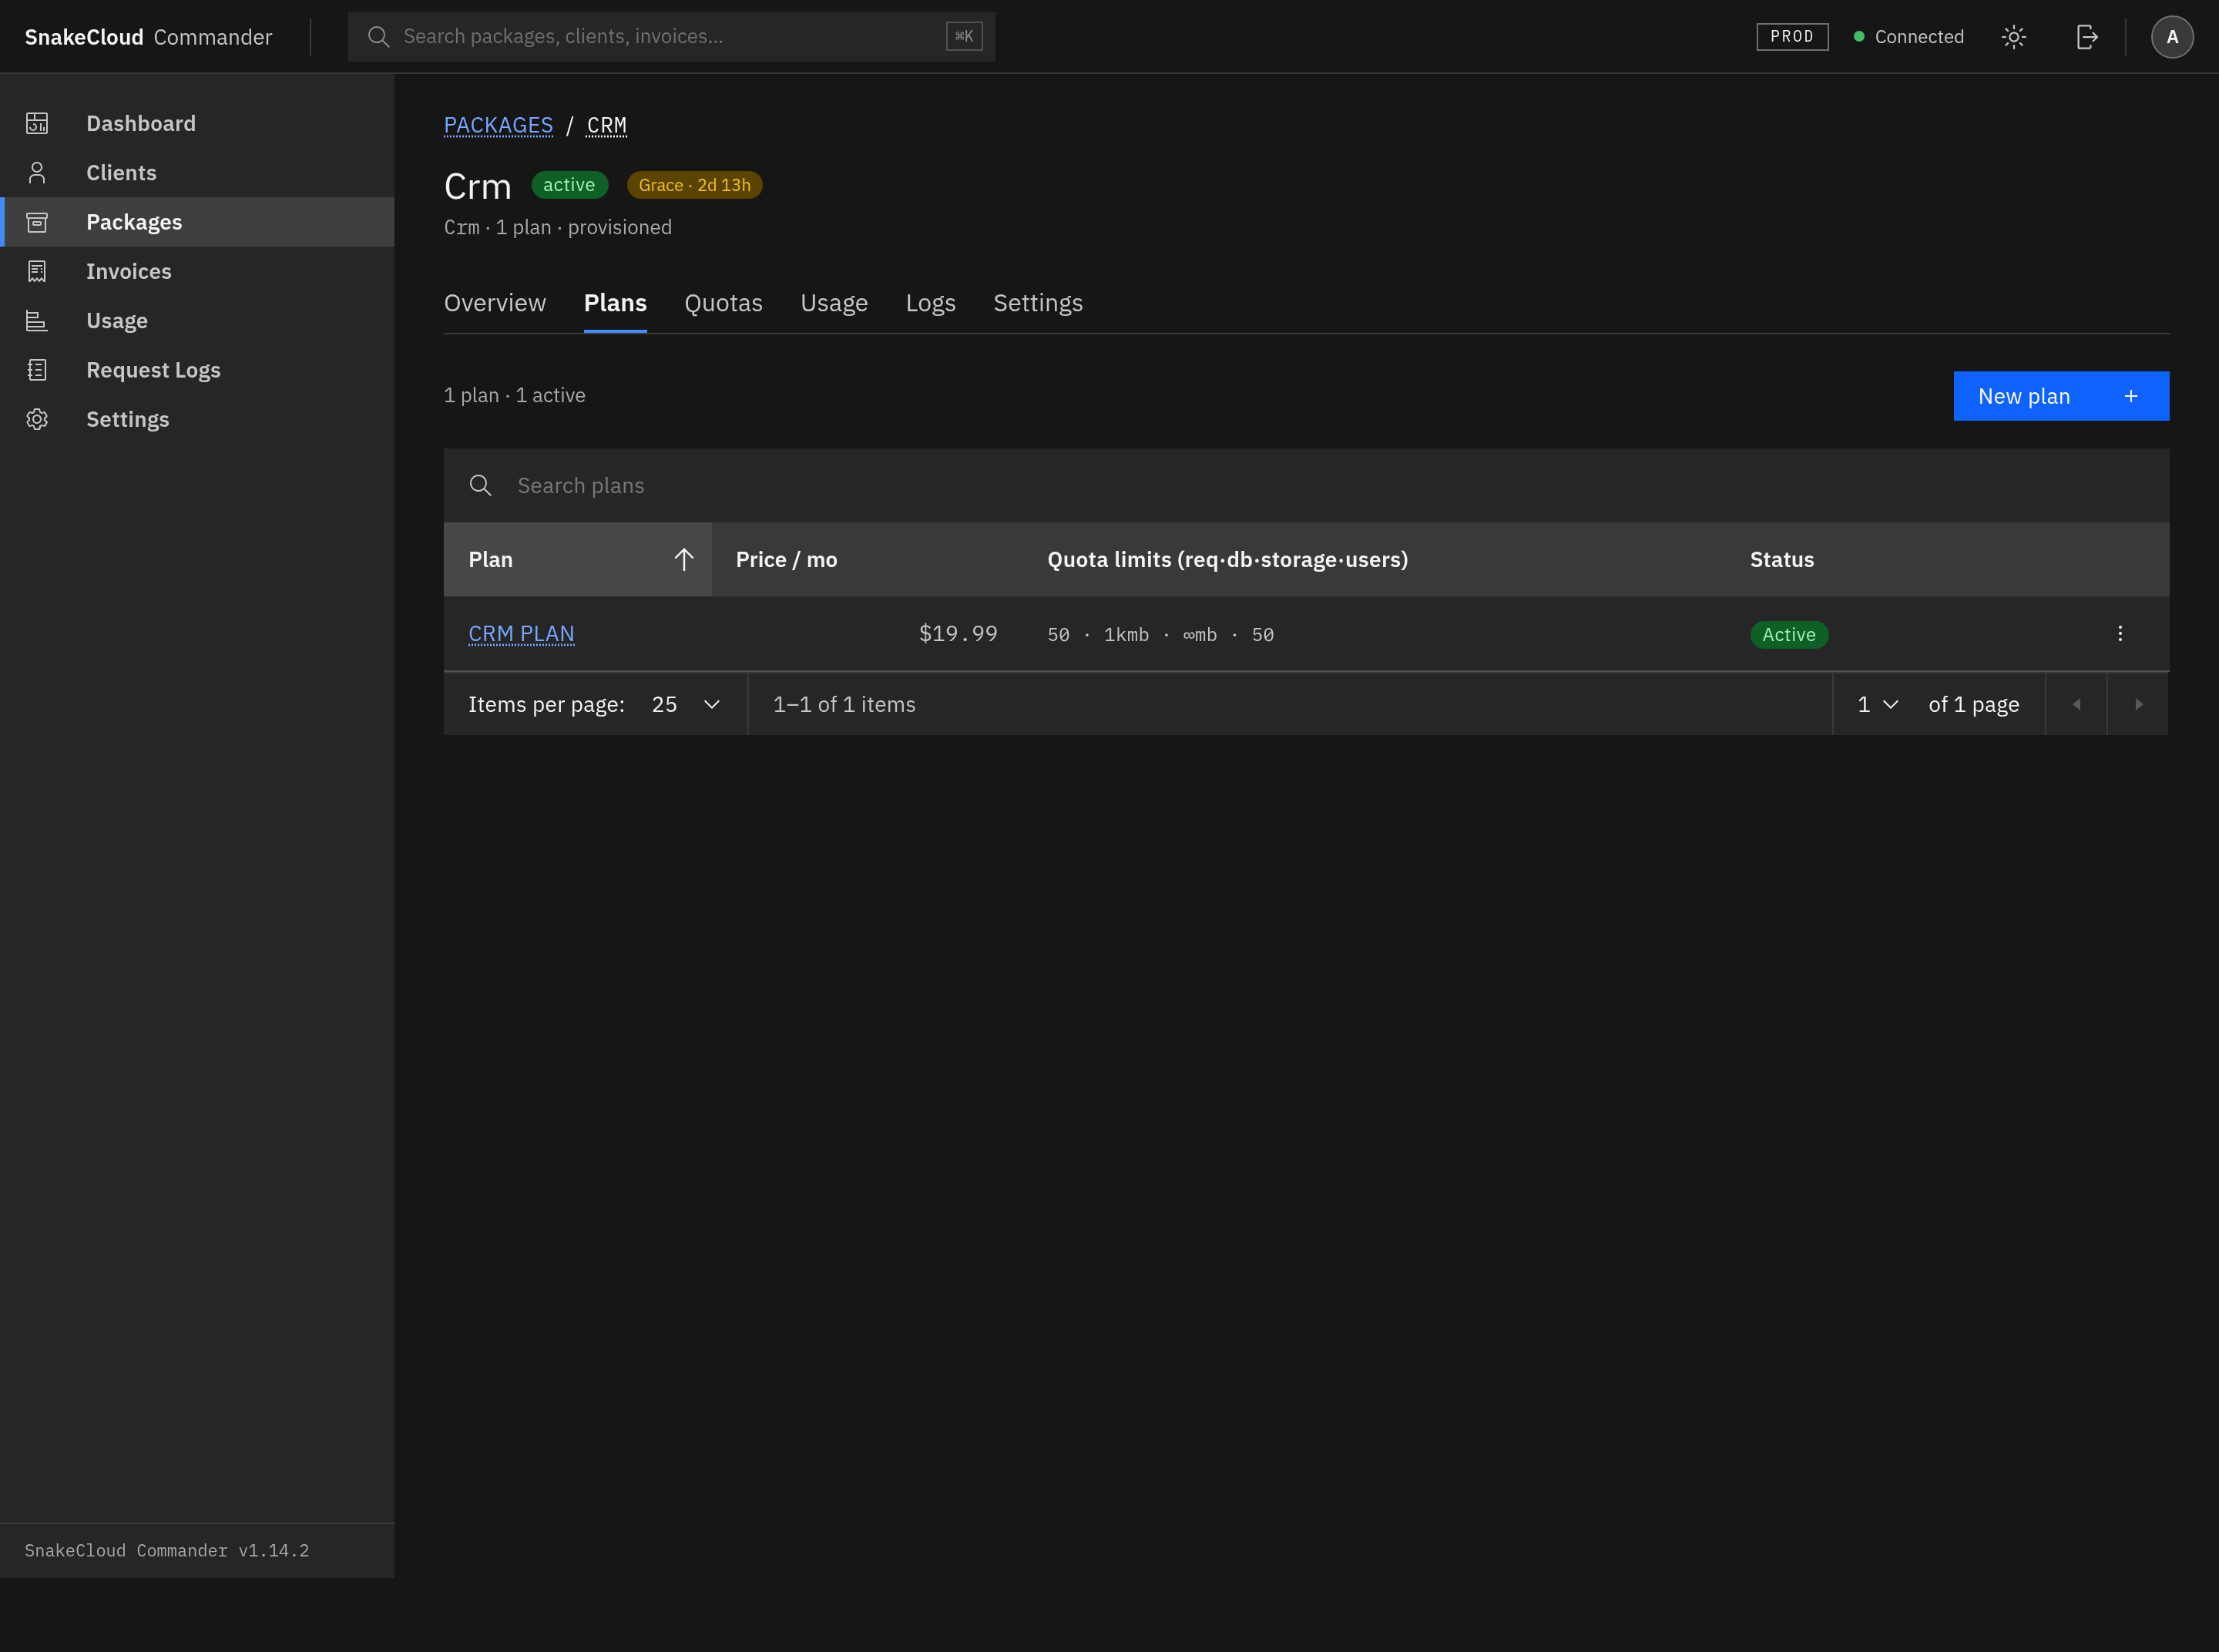 SnakeCloud Commander
Search packages, clients, invoices...
⌘K
PROD
Connected
A
Dashboard
Clients
Packages
Invoices
Usage
Request Logs
Settings
PACKAGES / CRM
Crm active Grace · 2d 13h
Crm · 1 plan · provisioned
Overview Plans Quotas Usage Logs Settings
1 plan · 1 active
New plan +
Search plans
Plan Price / mo Quota limits (req·db·storage·users) Status
CRM PLAN $19.99 50 · 1kmb · ∞mb · 50 Active
Items per page: 25 1–1 of 1 items 1 of 1 page
SnakeCloud Commander v1.14.2